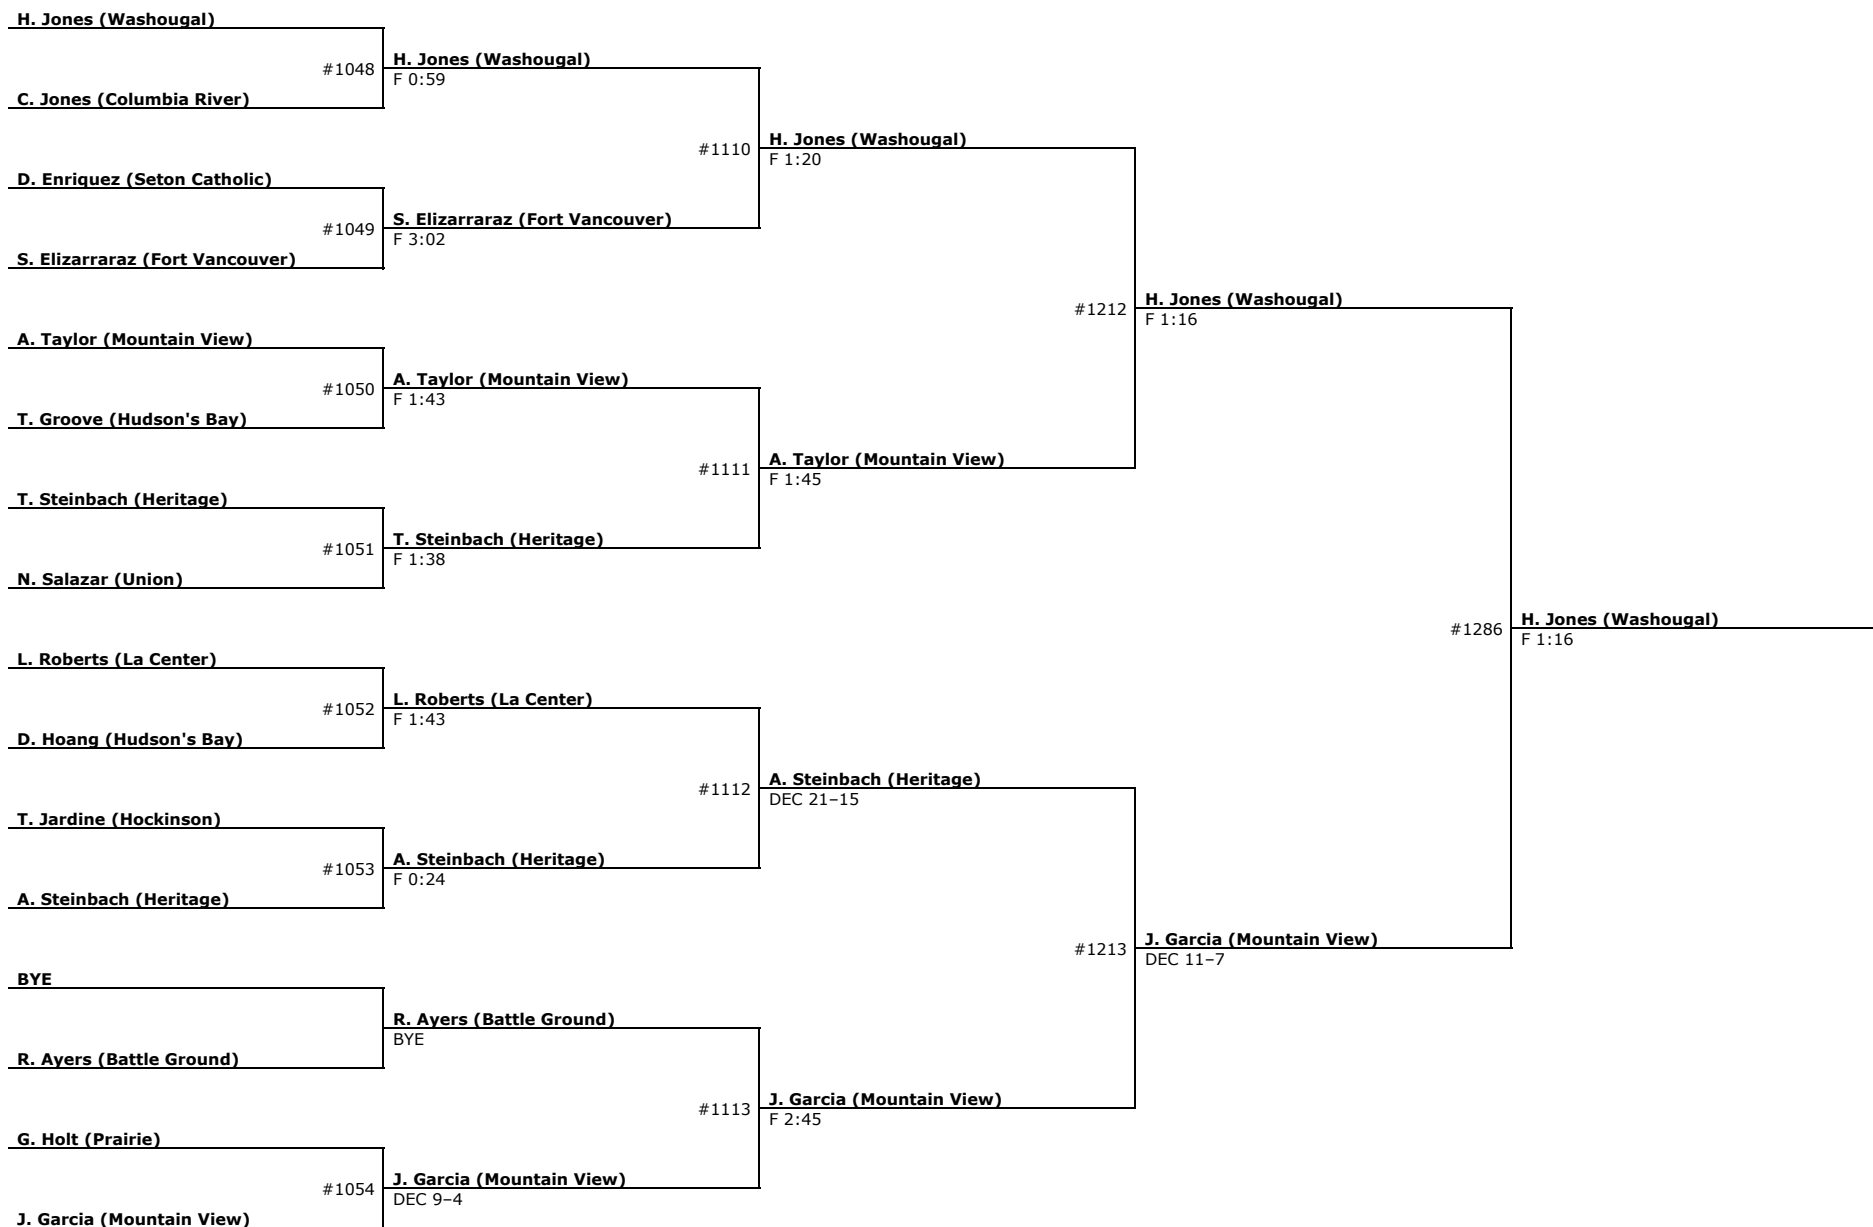 H. Jones (Washougal)
#1048
H. Jones (Washougal)
F 0:59
C. Jones (Columbia River)
#1110
H. Jones (Washougal)
F 1:20
D. Enriquez (Seton Catholic)
#1049
S. Elizarraraz (Fort Vancouver)
F 3:02
S. Elizarraraz (Fort Vancouver)
#1212
H. Jones (Washougal)
F 1:16
A. Taylor (Mountain View)
#1050
A. Taylor (Mountain View)
F 1:43
T. Groove (Hudson's Bay)
#1111
A. Taylor (Mountain View)
F 1:45
T. Steinbach (Heritage)
#1051
T. Steinbach (Heritage)
F 1:38
N. Salazar (Union)
#1286
H. Jones (Washougal)
F 1:16
L. Roberts (La Center)
#1052
L. Roberts (La Center)
F 1:43
D. Hoang (Hudson's Bay)
#1112
A. Steinbach (Heritage)
DEC 21–15
T. Jardine (Hockinson)
#1053
A. Steinbach (Heritage)
F 0:24
A. Steinbach (Heritage)
#1213
J. Garcia (Mountain View)
DEC 11–7
BYE
R. Ayers (Battle Ground)
BYE
R. Ayers (Battle Ground)
#1113
J. Garcia (Mountain View)
F 2:45
G. Holt (Prairie)
#1054
J. Garcia (Mountain View)
DEC 9–4
J. Garcia (Mountain View)